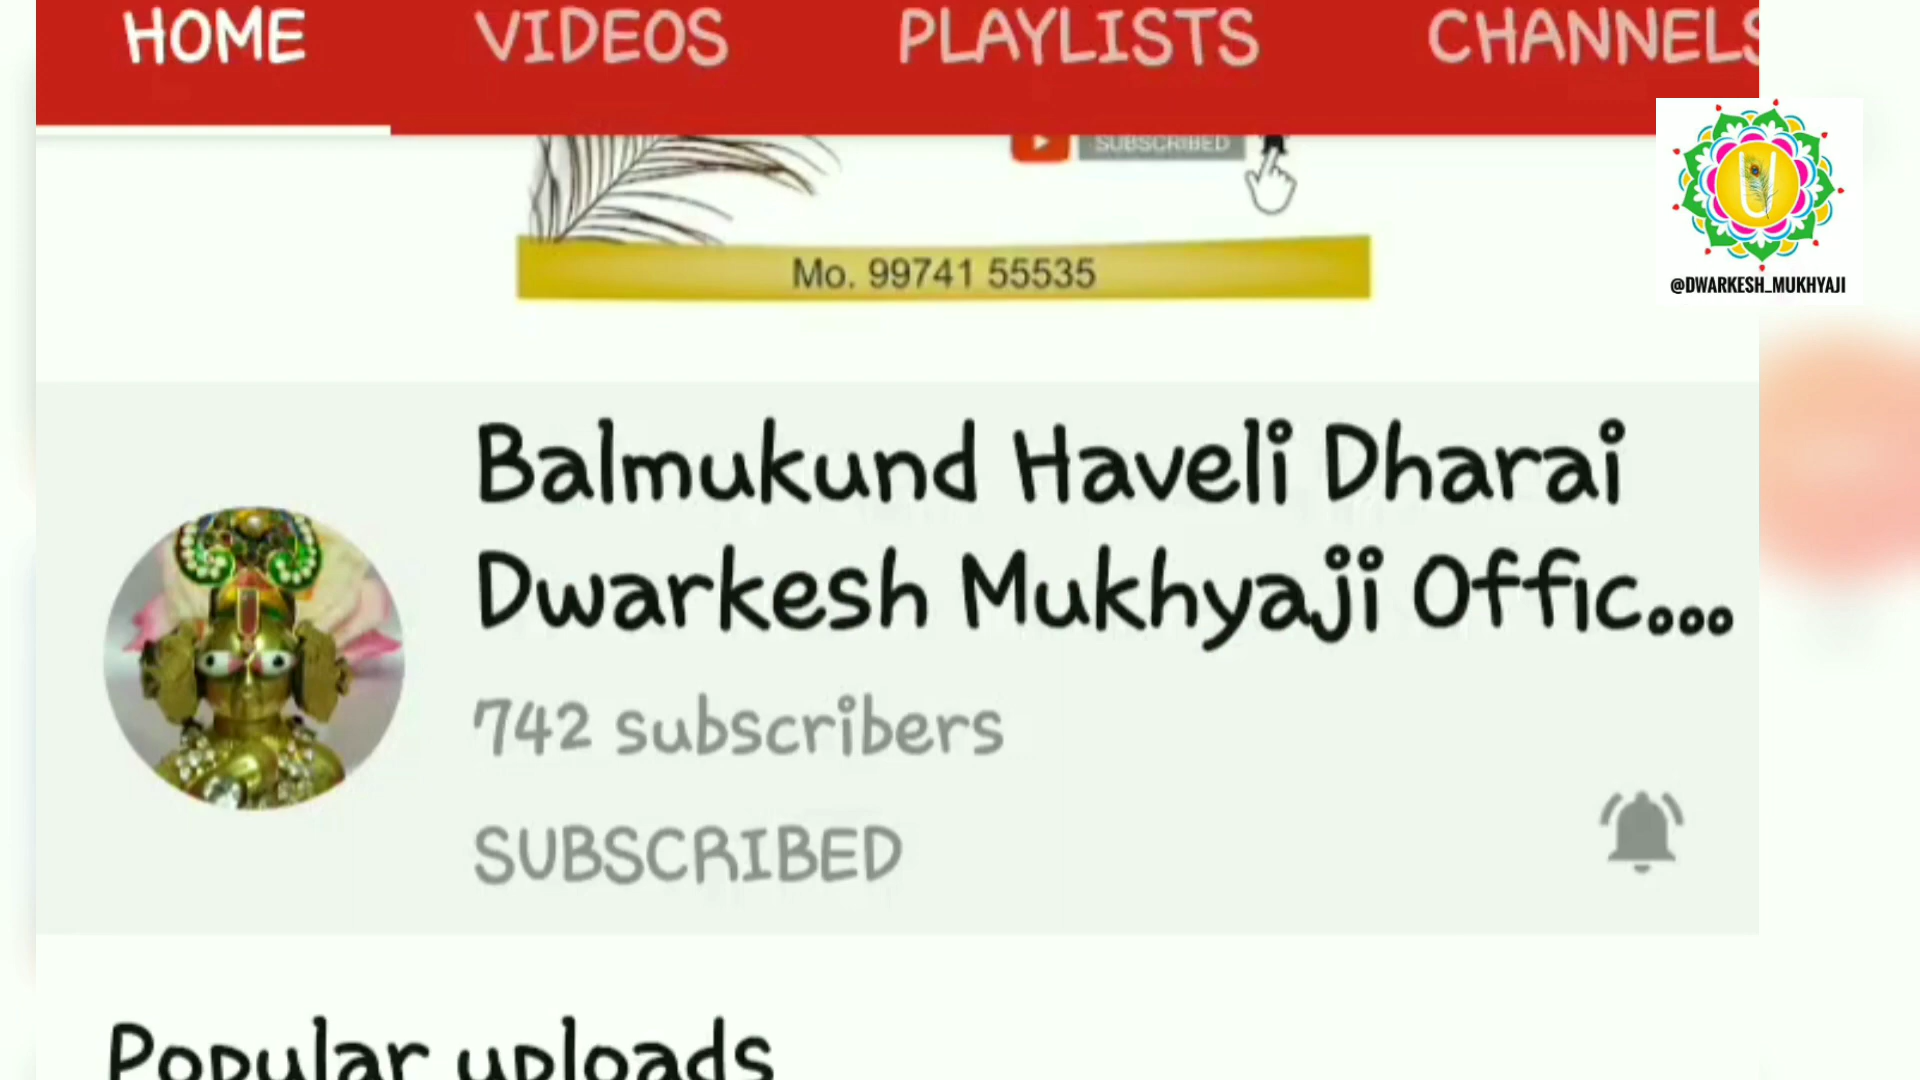 HOME VIDEOS PLAYLISTS CHANNELS
SUBSCRIBED
Mo. 99741 55535
@DWARKESH_MUKHYAJI
Balmukund Haveli Dharai
Dwarkesh Mukhyaji Offic...
742 subscribers
SUBSCRIBED
Popular uploads